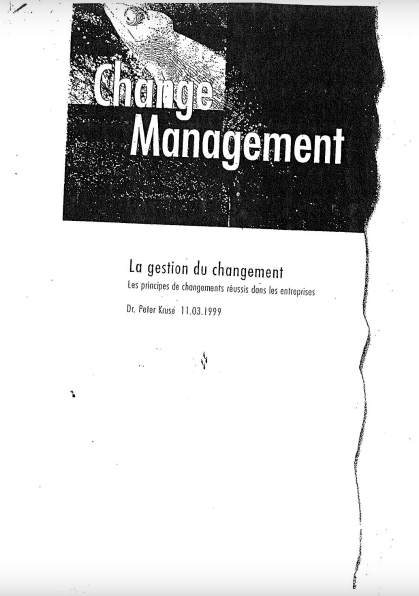 Change
Management
La gestion du changement
Les principes de changements réussis dans les entreprises
Dr. Peter Krusé 11.03.1999